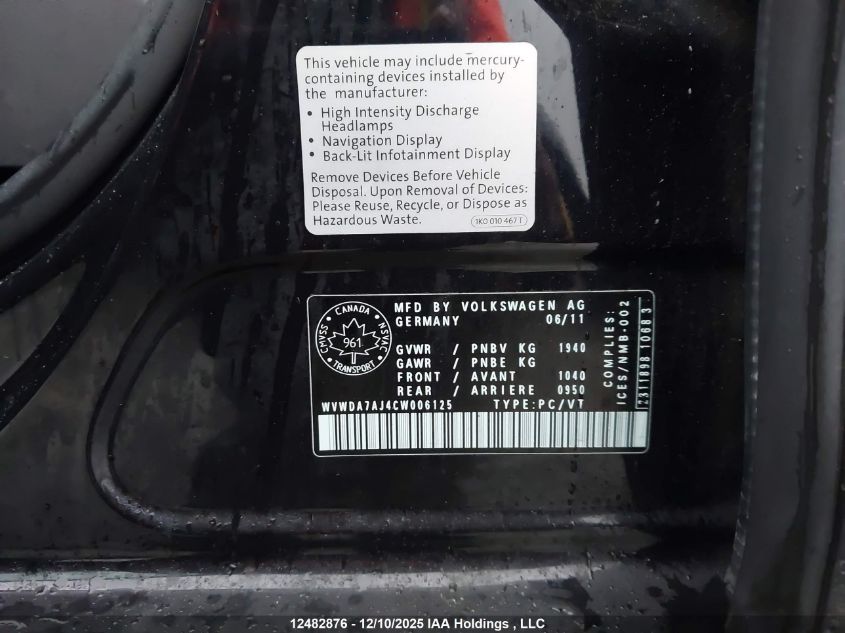 This vehicle may include mercury-
containing devices installed by
the manufacturer:
• High Intensity Discharge
Headlamps
• Navigation Display
• Back-Lit Infotainment Display
Remove Devices Before Vehicle
Disposal. Upon Removal of Devices:
Please Reuse, Recycle, or Dispose as
Hazardous Waste.
1K0 010 467 T
CANADA
CMVSS
NSVAC
961
TRANSPORT
MFD BY VOLKSWAGEN AG
GERMANY 06/11
GVWR / PNBV KG 1940
GAWR / PNBE KG
FRONT / AVANT 1040
REAR / ARRIERE 0950
WVWDA7AJ4CW006125 TYPE:PC/VT
COMPLIES:
ICES/NMB-002
12482876 - 12/10/2025 IAA Holdings , LLC